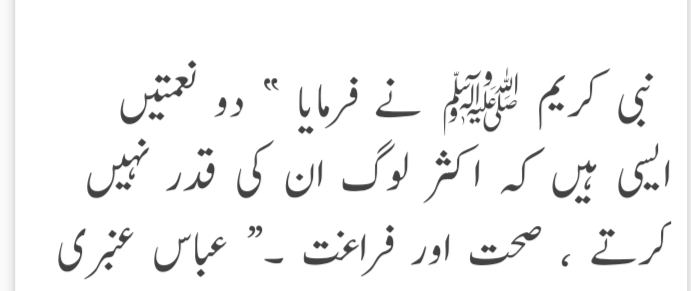 نبی کریم ﷺ نے فرمایا “ دو نعمتیں
ایسی ہیں کہ اکثر لوگ ان کی قدر نہیں
کرتے ، صحت اور فراغت ۔” عباس عنبری